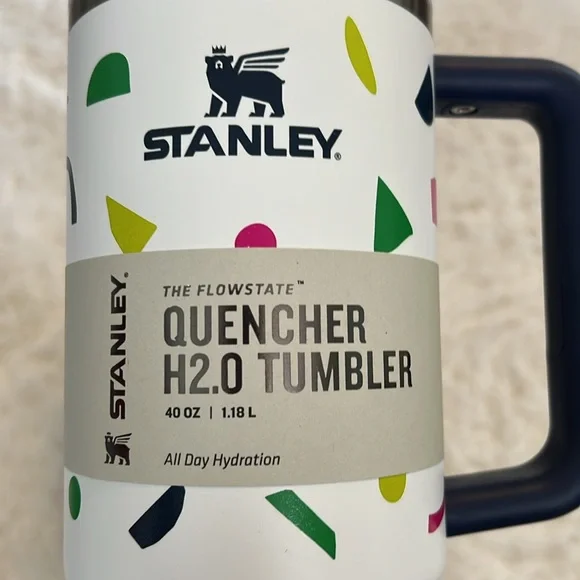 STANLEY®
THE FLOWSTATE™
QUENCHER
H2.0 TUMBLER
40 OZ | 1.18 L
All Day Hydration
STANLEY®